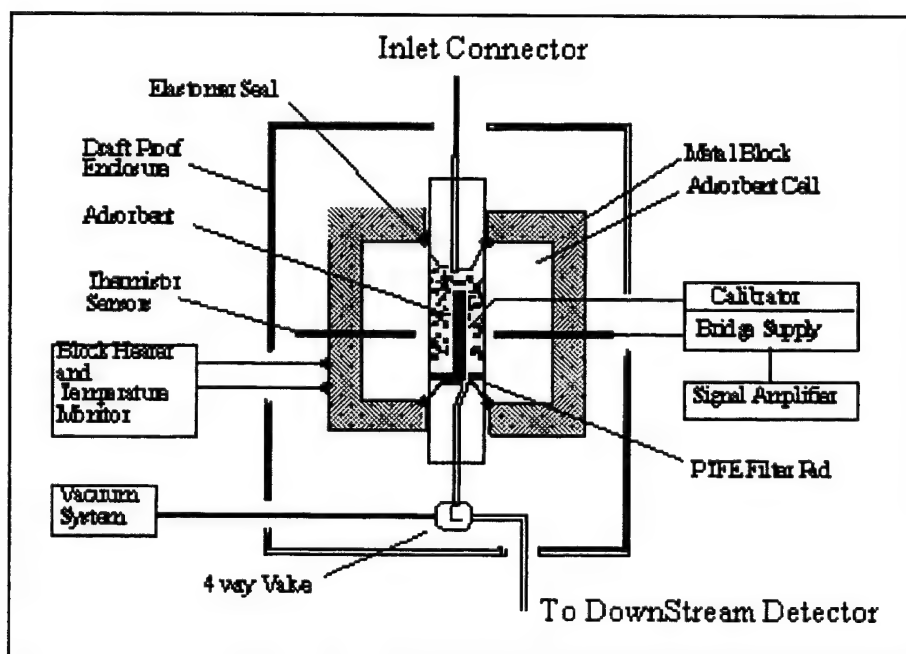 Inlet Connector
Elastomer Seal
Draft Proof
Enclosure
Metal Block
Adsorbent Cell
Adsorbent
Thermistor
Sensors
Calibrator
Bridge Supply
Block Heater
and
Temperature
Monitor
Signal Amplifier
PTFE Filter Pad
Vacuum
System
4 way Valve
To DownStream Detector